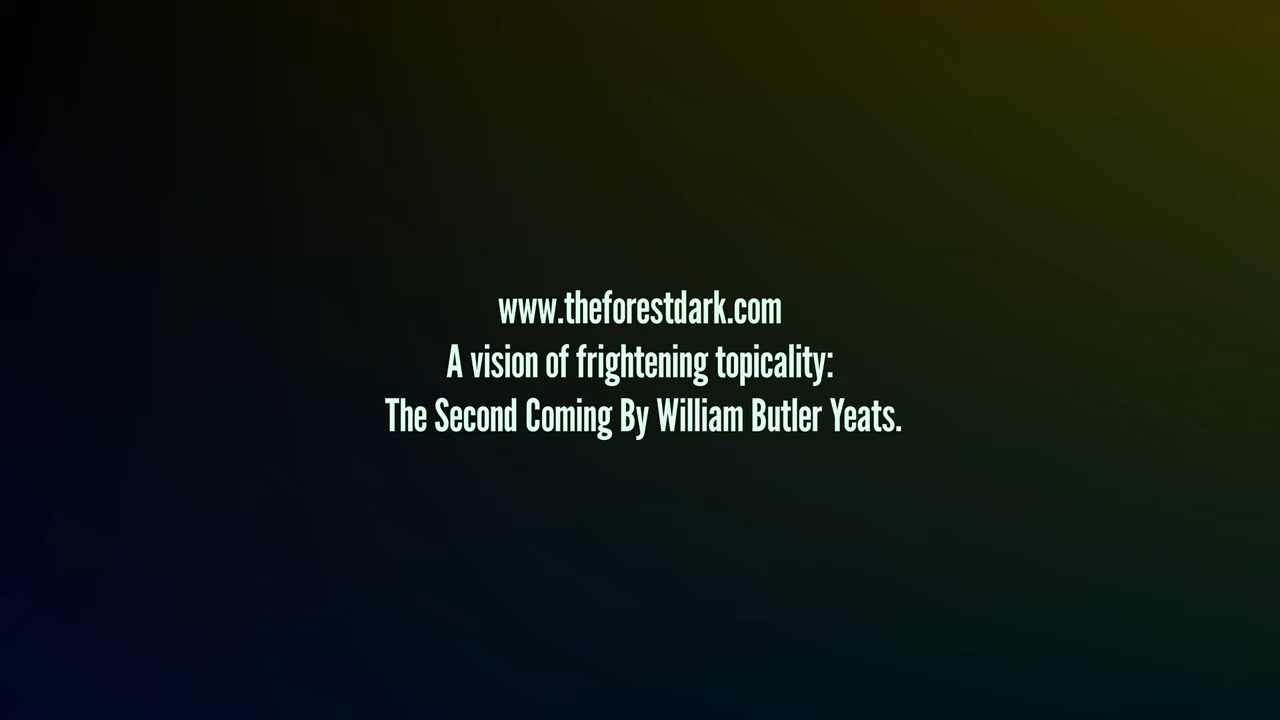 www.theforestdark.com
A vision of frightening topicality:
The Second Coming By William Butler Yeats.